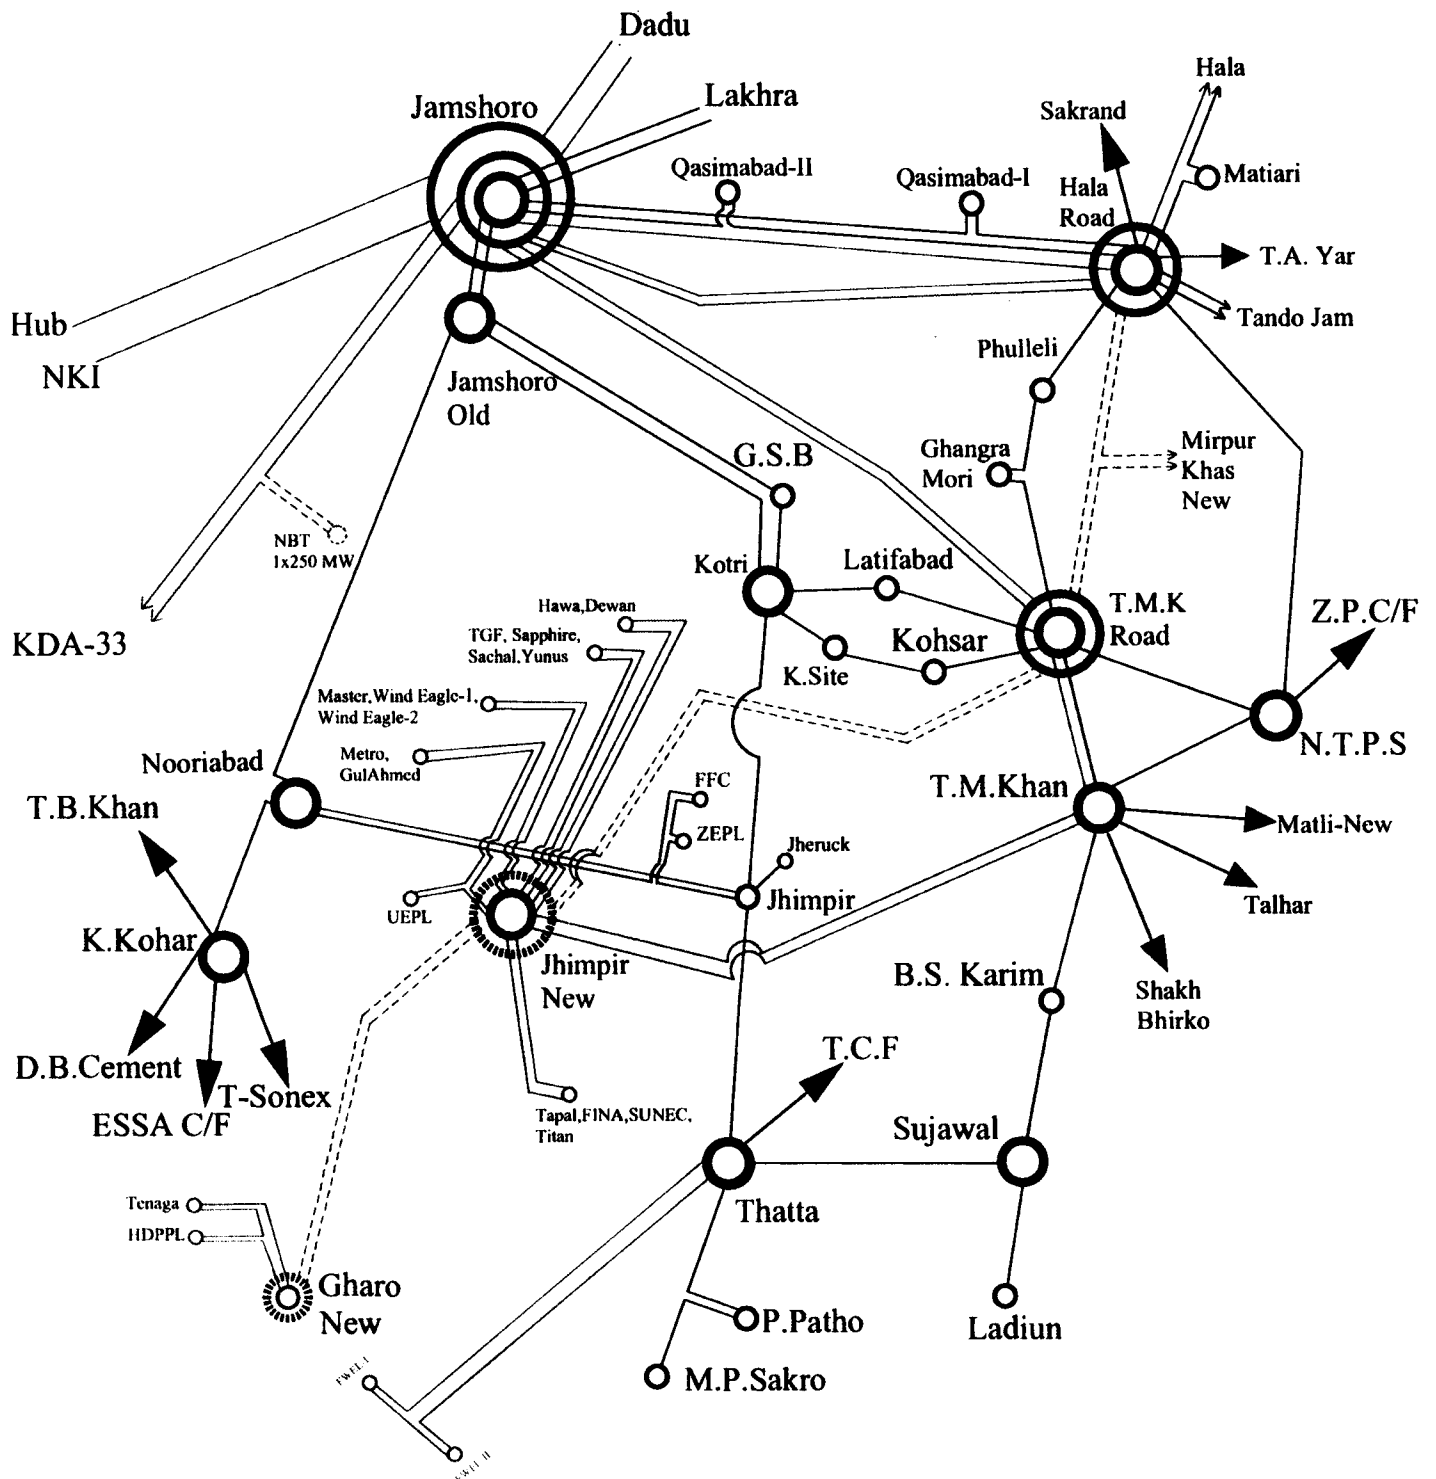 Dadu
Lakhra
Jamshoro
Hala
Sakrand
Qasimabad-II
Qasimabad-I
Hala
Road
Matiari
T.A. Yar
Tando Jam
Hub
NKI
Phulleli
Jamshoro
Old
G.S.B
Ghangra
Mori
Mirpur
Khas
New
NBT
1x250 MW
Kotri
Latifabad
T.M.K
Road
Z.P.C/F
KDA-33
Hawa,Dewan
TGF, Sapphire,
Sachal,Yunus
Kohsar
K.Site
Master,Wind Eagle-1,
Wind Eagle-2
N.T.P.S
Nooriabad
Metro,
GulAhmed
FFC
T.M.Khan
T.B.Khan
ZEPL
Jheruck
Matli-New
UEPL
Jhimpir
Talhar
K.Kohar
Jhimpir
New
B.S. Karim
Shakh
Bhirko
D.B.Cement
T-Sonex
ESSA C/F
T.C.F
Tapal,FINA,SUNEC,
Titan
Sujawal
Tenaga
HDPPL
Thatta
Gharo
New
P.Patho
Ladiun
M.P.Sakro